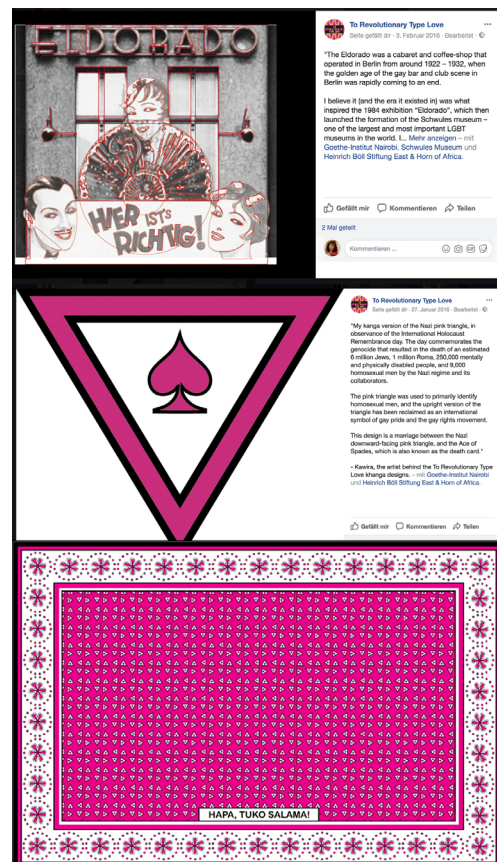 ELDORADO
HIER IST'S
RICHTIG!
To Revolutionary Type Love
Seite gefällt dir · 3. Februar 2016 · Bearbeitet ·
"The Eldorado was a cabaret and coffee-shop that
operated in Berlin from around 1922 – 1932, when
the golden age of the gay bar and club scene in
Berlin was rapidly coming to an end.
I believe it (and the era it existed in) was what
inspired the 1984 exhibition "Eldorado", which then
launched the formation of the Schwules museum –
one of the largest and most important LGBT
museums in the world. I... Mehr anzeigen – mit
Goethe-Institut Nairobi, Schwules Museum und
Heinrich Böll Stiftung East & Horn of Africa.
Gefällt mir Kommentieren Teilen
2 Mal geteilt
Kommentieren ...
To Revolutionary Type Love
Seite gefällt dir · 27. Januar 2016 · Bearbeitet ·
"My kanga version of the Nazi pink triangle, in
observance of the International Holocaust
Remembrance day. The day commemorates the
genocide that resulted in the death of an estimated
6 million Jews, 1 million Roma, 250,000 mentally
and physically disabled people, and 9,000
homosexual men by the Nazi regime and its
collaborators.
The pink triangle was used to primarily identify
homosexual men, and the upright version of the
triangle has been reclaimed as an international
symbol of gay pride and the gay rights movement.
This design is a marriage between the Nazi
downward-facing pink triangle, and the Ace of
Spades, which is also known as the death card."
- Kawira, the artist behind the To Revolutionary Type
Love khanga designs. – mit Goethe-Institut Nairobi
und Heinrich Böll Stiftung East & Horn of Africa.
Gefällt mir Kommentieren Teilen
HAPA, TUKO SALAMA!